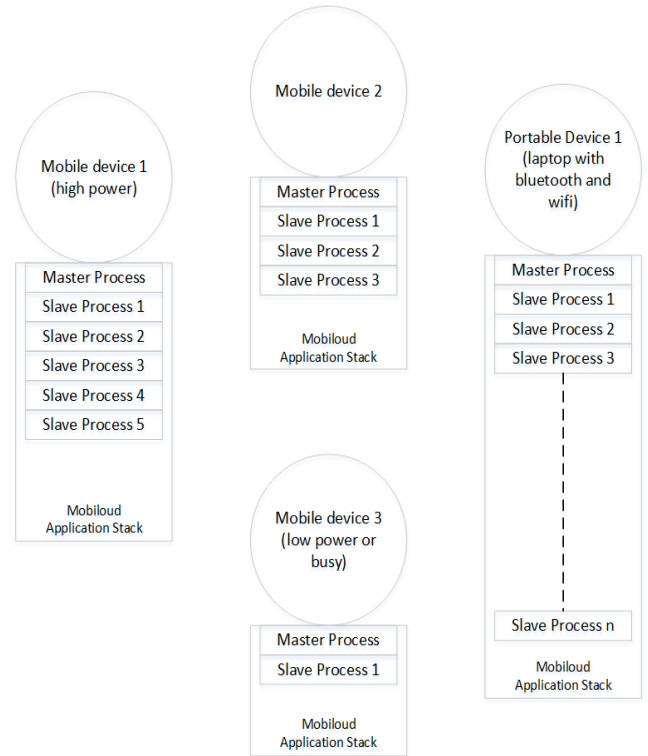 Mobile device 1
(high power)
Master Process
Slave Process 1
Slave Process 2
Slave Process 3
Slave Process 4
Slave Process 5
Mobiloud
Application Stack
Mobile device 2
Master Process
Slave Process 1
Slave Process 2
Slave Process 3
Mobiloud
Application Stack
Mobile device 3
(low power or
busy)
Master Process
Slave Process 1
Mobiloud
Application Stack
Portable Device 1
(laptop with
bluetooth and
wifi)
Master Process
Slave Process 1
Slave Process 2
Slave Process 3
Slave Process n
Mobiloud
Application Stack